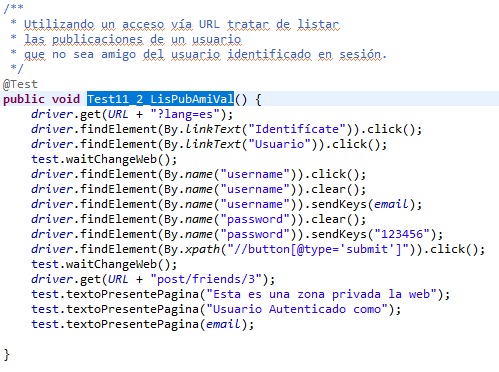 /**
 * Utilizando un acceso vía URL tratar de listar
 * las publicaciones de un usuario
 * que no sea amigo del usuario identificado en sesión.
 */
@Test
public void Test11_2_LisPubAmiVal() {
    driver.get(URL + "?lang=es");
    driver.findElement(By.linkText("Identifícate")).click();
    driver.findElement(By.linkText("Usuario")).click();
    test.waitChangeWeb();
    driver.findElement(By.name("username")).click();
    driver.findElement(By.name("username")).clear();
    driver.findElement(By.name("username")).sendKeys(email);
    driver.findElement(By.name("password")).clear();
    driver.findElement(By.name("password")).sendKeys("123456");
    driver.findElement(By.xpath("//button[@type='submit']")).click();
    test.waitChangeWeb();
    driver.get(URL + "post/friends/3");
    test.textoPresentePagina("Esta es una zona privada la web");
    test.textoPresentePagina("Usuario Autenticado como");
    test.textoPresentePagina(email);
}